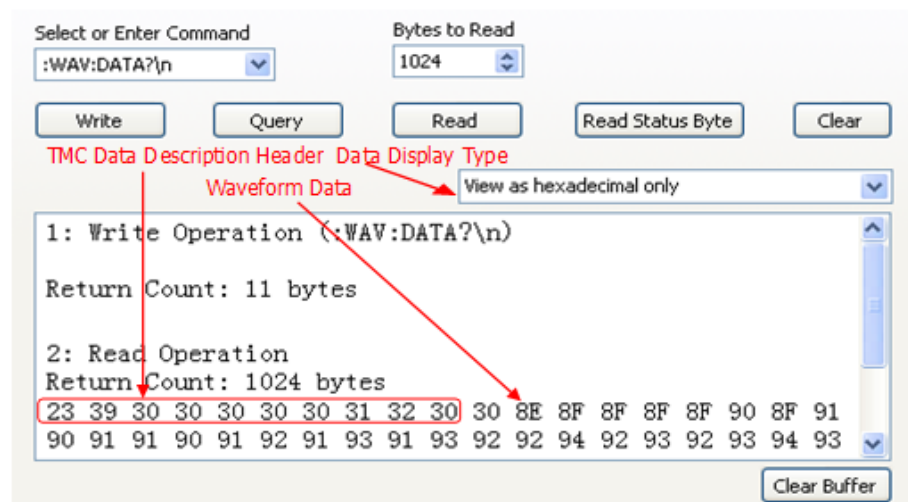 Select or Enter Command Bytes to Read
:WAV:DATA?\n 1024
Write Query Read Read Status Byte Clear
TMC Data Description Header Data Display Type
Waveform Data View as hexadecimal only
1: Write Operation (:WAV:DATA?\n)
Return Count: 11 bytes
2: Read Operation
Return Count: 1024 bytes
23 39 30 30 30 30 30 31 32 30 30 8E 8F 8F 8F 8F 90 8F 91
90 91 91 90 91 92 91 93 91 93 92 92 94 92 93 92 93 94 93
Clear Buffer